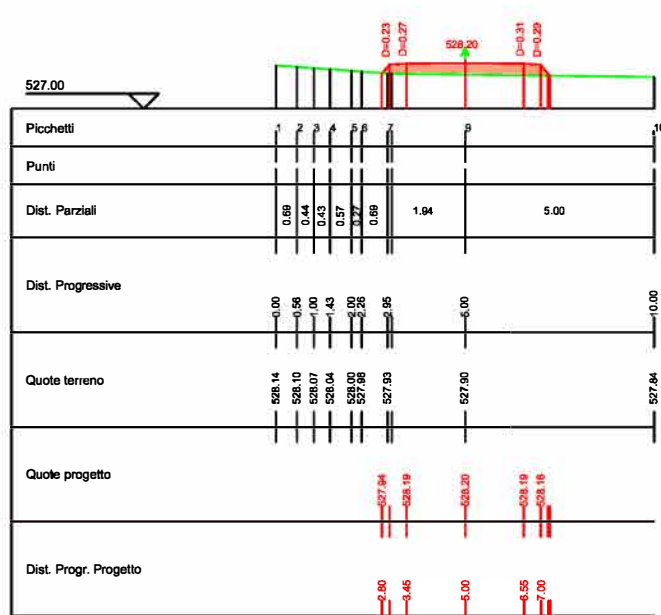 D=0.23 D=0.27 528.20 D=0.31 D=0.29
527.00
Picchetti 1 2 3 4 5 6 7 9 10
Punti
Dist. Parziali 0.69 0.44 0.43 0.57 0.27 0.69 1.94 5.00
Dist. Progressive 0.00 0.56 1.00 1.43 2.00 2.26 2.95 5.00 10.00
Quote terreno 528.14 528.10 528.07 528.04 528.00 527.98 527.93 527.90 527.84
Quote progetto 527.94 528.19 528.20 528.19 528.16
Dist. Progr. Progetto 2.80 3.45 5.00 6.55 7.00